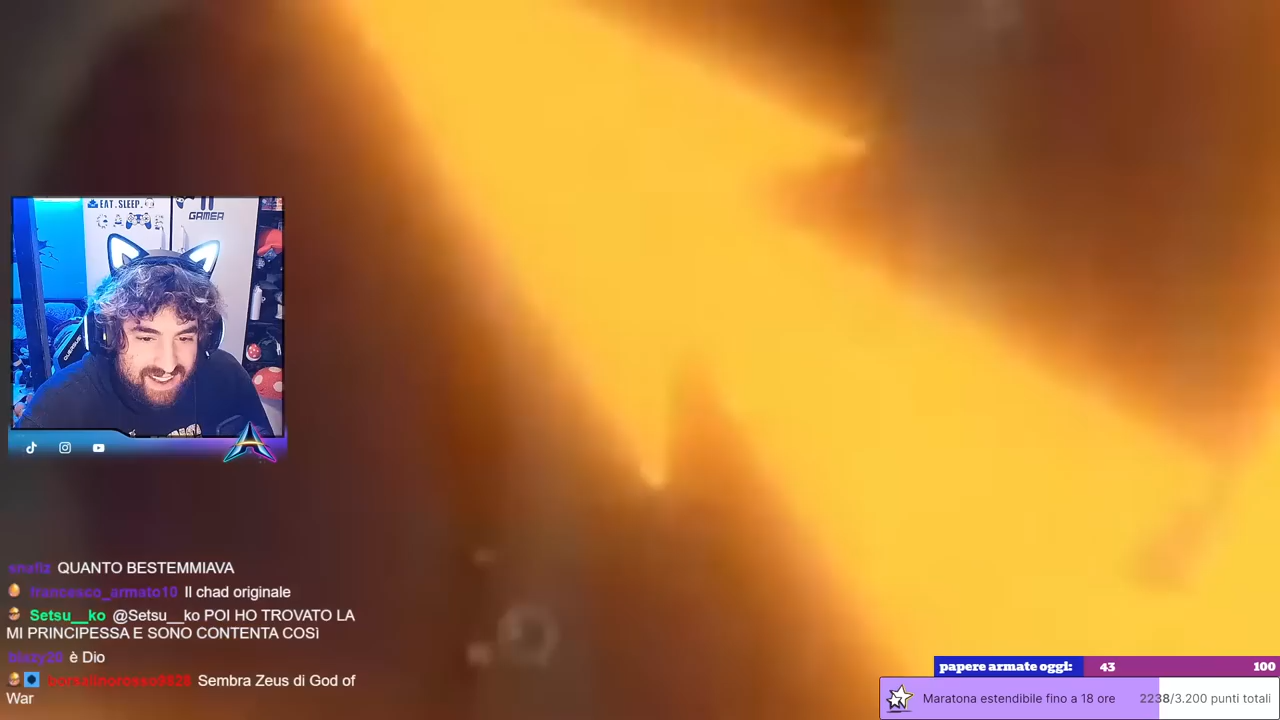 EAT.SLEEP.
GAMER
QUANTO BESTEMMIAVA
francesco_armato10 Il chad originale
Setsu__ko @Setsu__ko POI HO TROVATO LA
MI PRINCIPESSA E SONO CONTENTA COSÌ
è Dio
borsalinorosso9828 Sembra Zeus di God of
War
papere armate oggi: 43 100
Maratona estendibile fino a 18 ore 2238/3.200 punti totali